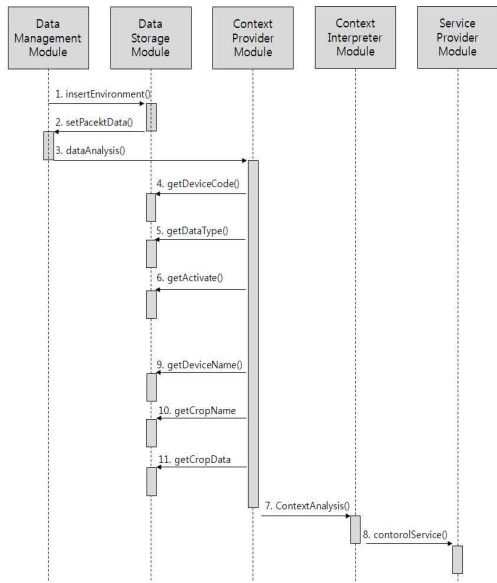 Data
Management
Module
Data
Storage
Module
Context
Provider
Module
Context
Interpreter
Module
Service
Provider
Module
1. insertEnvironment()
2. setPacektData()
3. dataAnalysis()
4. getDeviceCode()
5. getDataType()
6. getActivate()
9. getDeviceName()
10. getCropName
11. getCropData
7. ContextAnalysis()
8. contorolService()